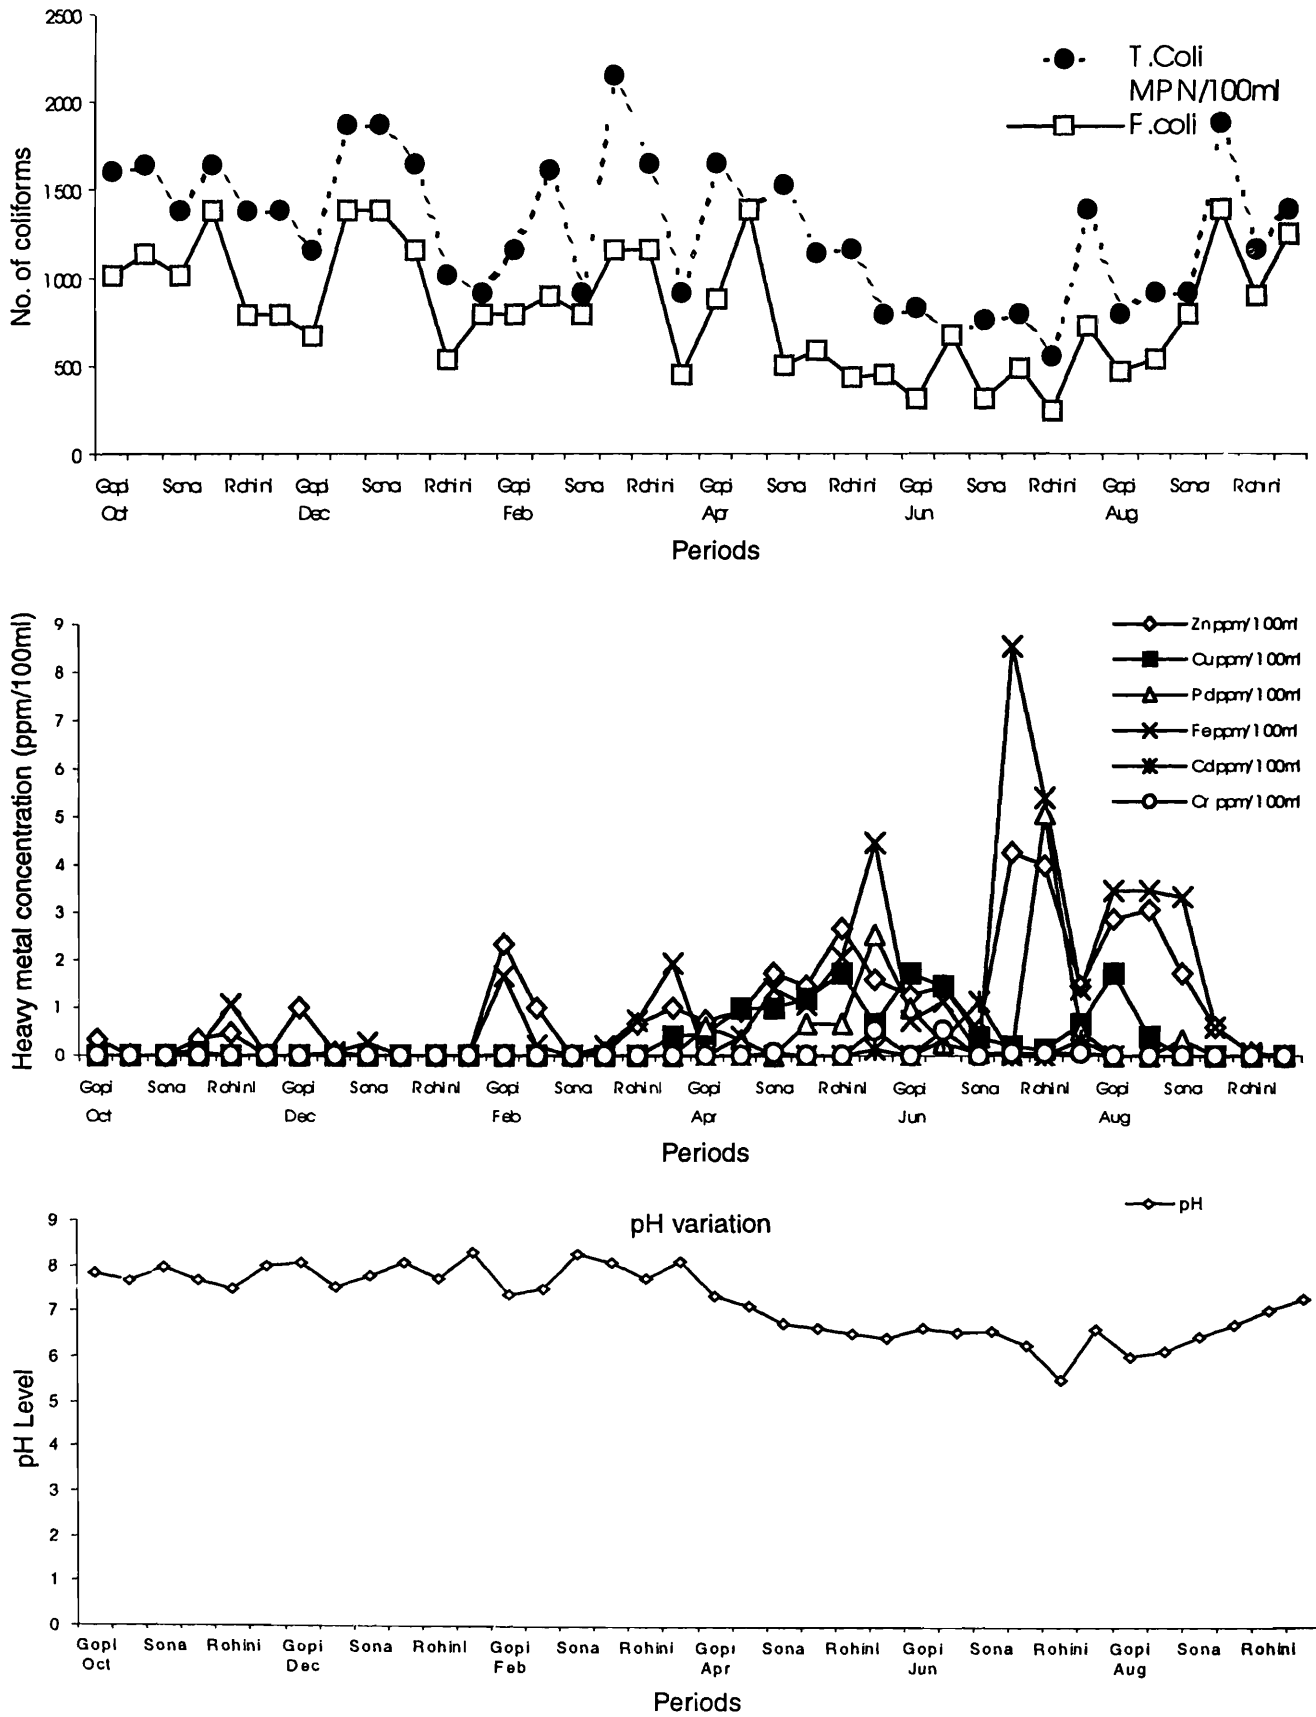 2500
2000
1500
1000
500
0
No. of coliforms
T.Coli
MPN/100ml
F.coli
Gopi Sona Rohini Gopi Sona Rohini Gopi Sona Rohini Gopi Sona Rohini Gopi Sona Rohini Gopi Sona Rohini
Oct Dec Feb Apr Jun Aug
Periods
9
8
7
6
5
4
3
2
1
0
Heavy metal concentration (ppm/100ml)
Zn ppm/100ml
Cu ppm/100ml
Pd ppm/100ml
Fe ppm/100ml
Cd ppm/100ml
Cr ppm/100ml
Gopi Sona Rohini Gopi Sona Rohini Gopi Sona Rohini Gopi Sona Rohini Gopi Sona Rohini Gopi Sona Rohini
Oct Dec Feb Apr Jun Aug
Periods
pH variation
pH
9
8
7
6
5
4
3
2
1
0
pH Level
Gopi Sona Rohini Gopi Sona Rohini Gopi Sona Rohini Gopi Sona Rohini Gopi Sona Rohini Gopi Sona Rohini
Oct Dec Feb Apr Jun Aug
Periods